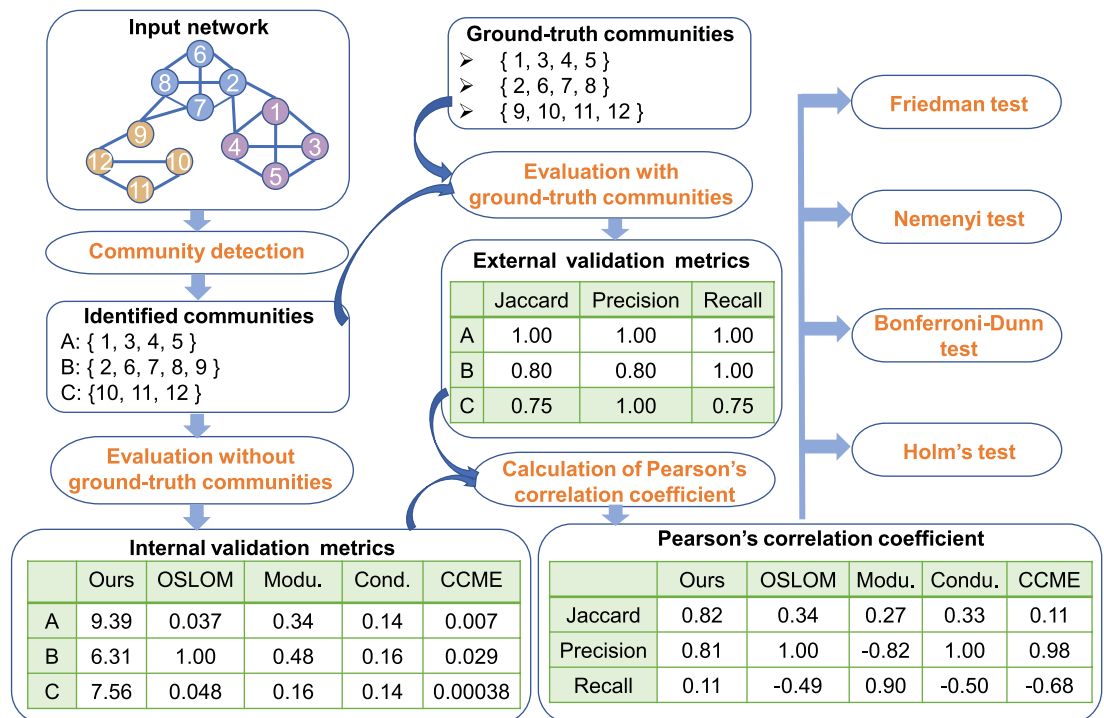 Input network
6
8
2
7
1
9
4
3
12
10
5
11
Community detection
Identified communities
A: { 1, 3, 4, 5 }
B: { 2, 6, 7, 8, 9 }
C: {10, 11, 12 }
Evaluation without
ground-truth communities
Internal validation metrics
Ours OSLOM Modu. Cond. CCME
A 9.39 0.037 0.34 0.14 0.007
B 6.31 1.00 0.48 0.16 0.029
C 7.56 0.048 0.16 0.14 0.00038
Ground-truth communities
➢ { 1, 3, 4, 5 }
➢ { 2, 6, 7, 8 }
➢ { 9, 10, 11, 12 }
Evaluation with
ground-truth communities
External validation metrics
Jaccard Precision Recall
A 1.00 1.00 1.00
B 0.80 0.80 1.00
C 0.75 1.00 0.75
Calculation of Pearson's
correlation coefficient
Pearson's correlation coefficient
Ours OSLOM Modu. Condu. CCME
Jaccard 0.82 0.34 0.27 0.33 0.11
Precision 0.81 1.00 -0.82 1.00 0.98
Recall 0.11 -0.49 0.90 -0.50 -0.68
Friedman test
Nemenyi test
Bonferroni-Dunn
test
Holm's test